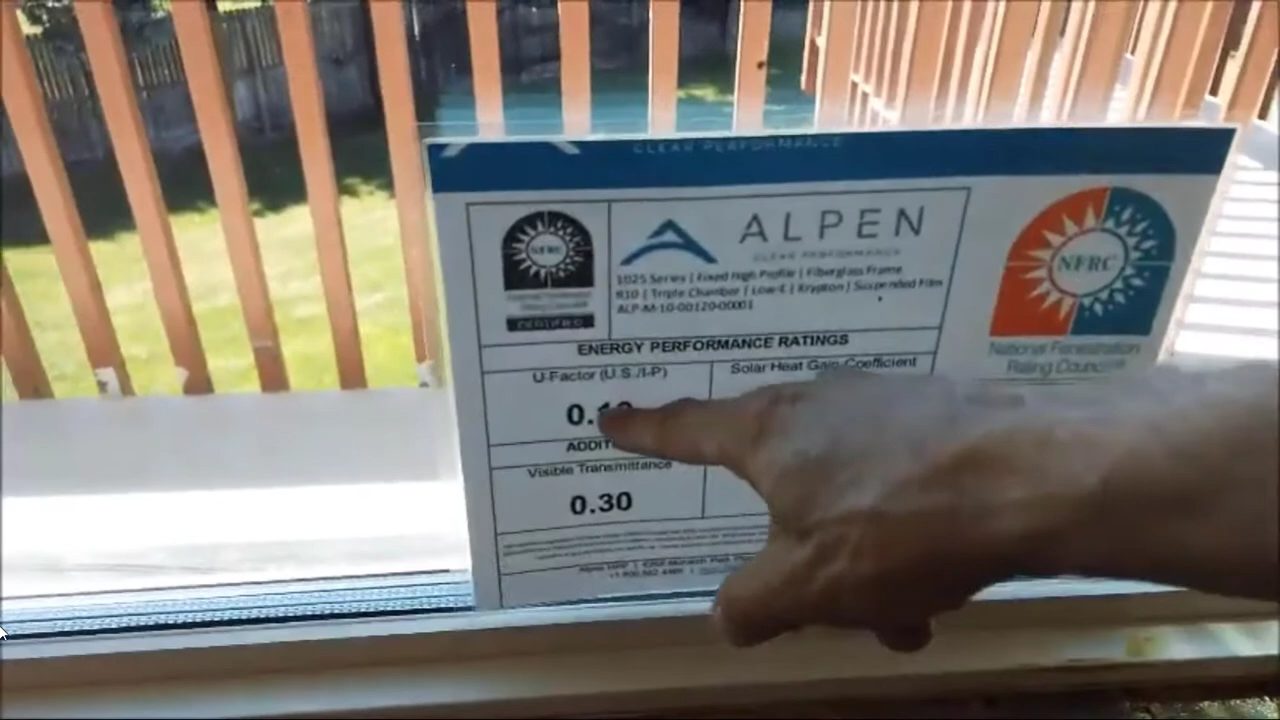 CLEAR PERFORMANCE
NFRC
CERTIFIED
ALPEN
CLEAR PERFORMANCE
1025 Series | Fixed High Profile | Fiberglass Frame
R10 | Triple Chamber | Low-E | Krypton | Suspended Film
ALP-M-10-00120-00001
NFRC
National Fenestration
Rating Council
ENERGY PERFORMANCE RATINGS
U-Factor (U.S./I-P)
Solar Heat Gain Coefficient
Visible Transmittance
0.30